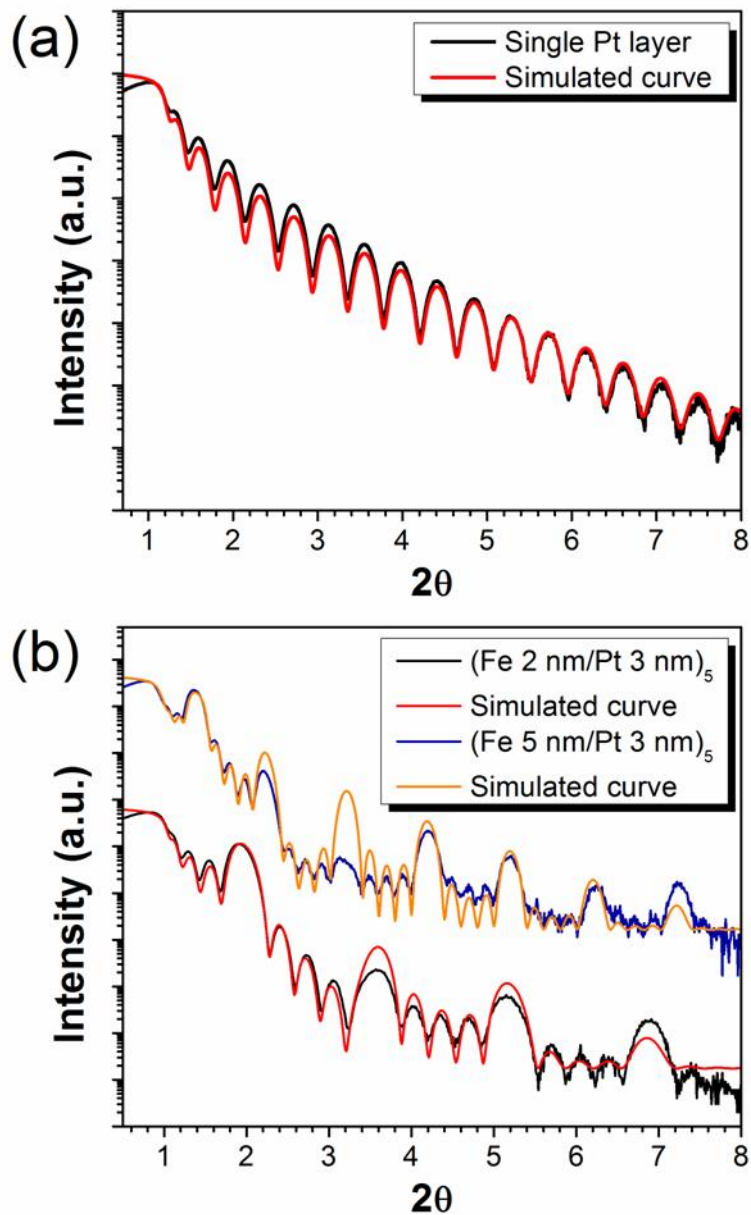 (a)
Single Pt layer
Simulated curve
Intensity (a.u.)
1 2 3 4 5 6 7 8
2θ
(b)
(Fe 2 nm/Pt 3 nm)5
Simulated curve
(Fe 5 nm/Pt 3 nm)5
Simulated curve
Intensity (a.u.)
1 2 3 4 5 6 7 8
2θ